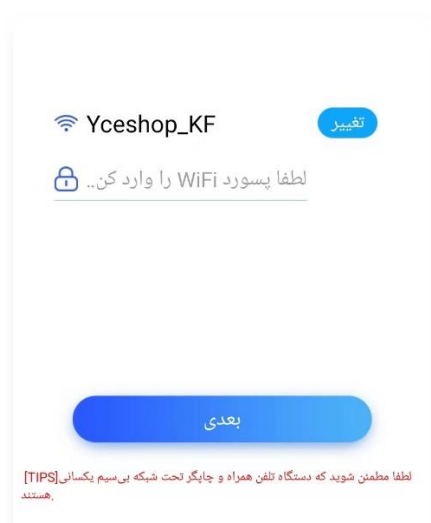 Yceshop_KF
تغییر
لطفا پسورد WiFi را وارد کن..
بعدی
[TIPS]لطفا مطمئن شوید که دستگاه تلفن همراه و چاپگر تحت شبکه بی‌سیم یکسانی
هستند.